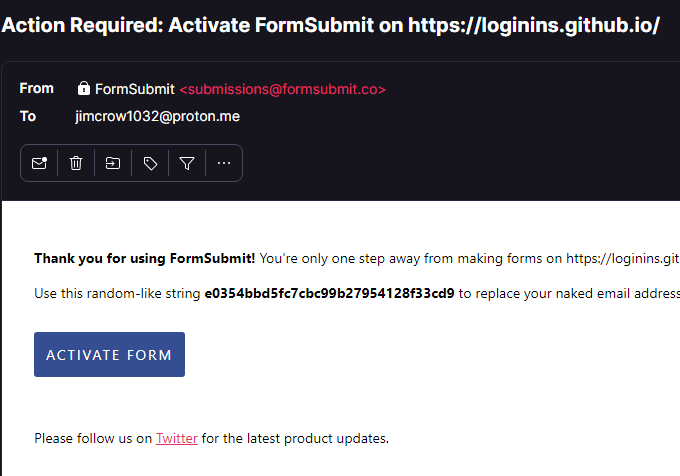 Action Required: Activate FormSubmit on https://loginins.github.io/
From FormSubmit <submissions@formsubmit.co>
To jimcrow1032@proton.me
Thank you for using FormSubmit! You're only one step away from making forms on https://loginins.git
Use this random-like string e0354bbd5fc7cbc99b27954128f33cd9 to replace your naked email address
ACTIVATE FORM
Please follow us on Twitter for the latest product updates.